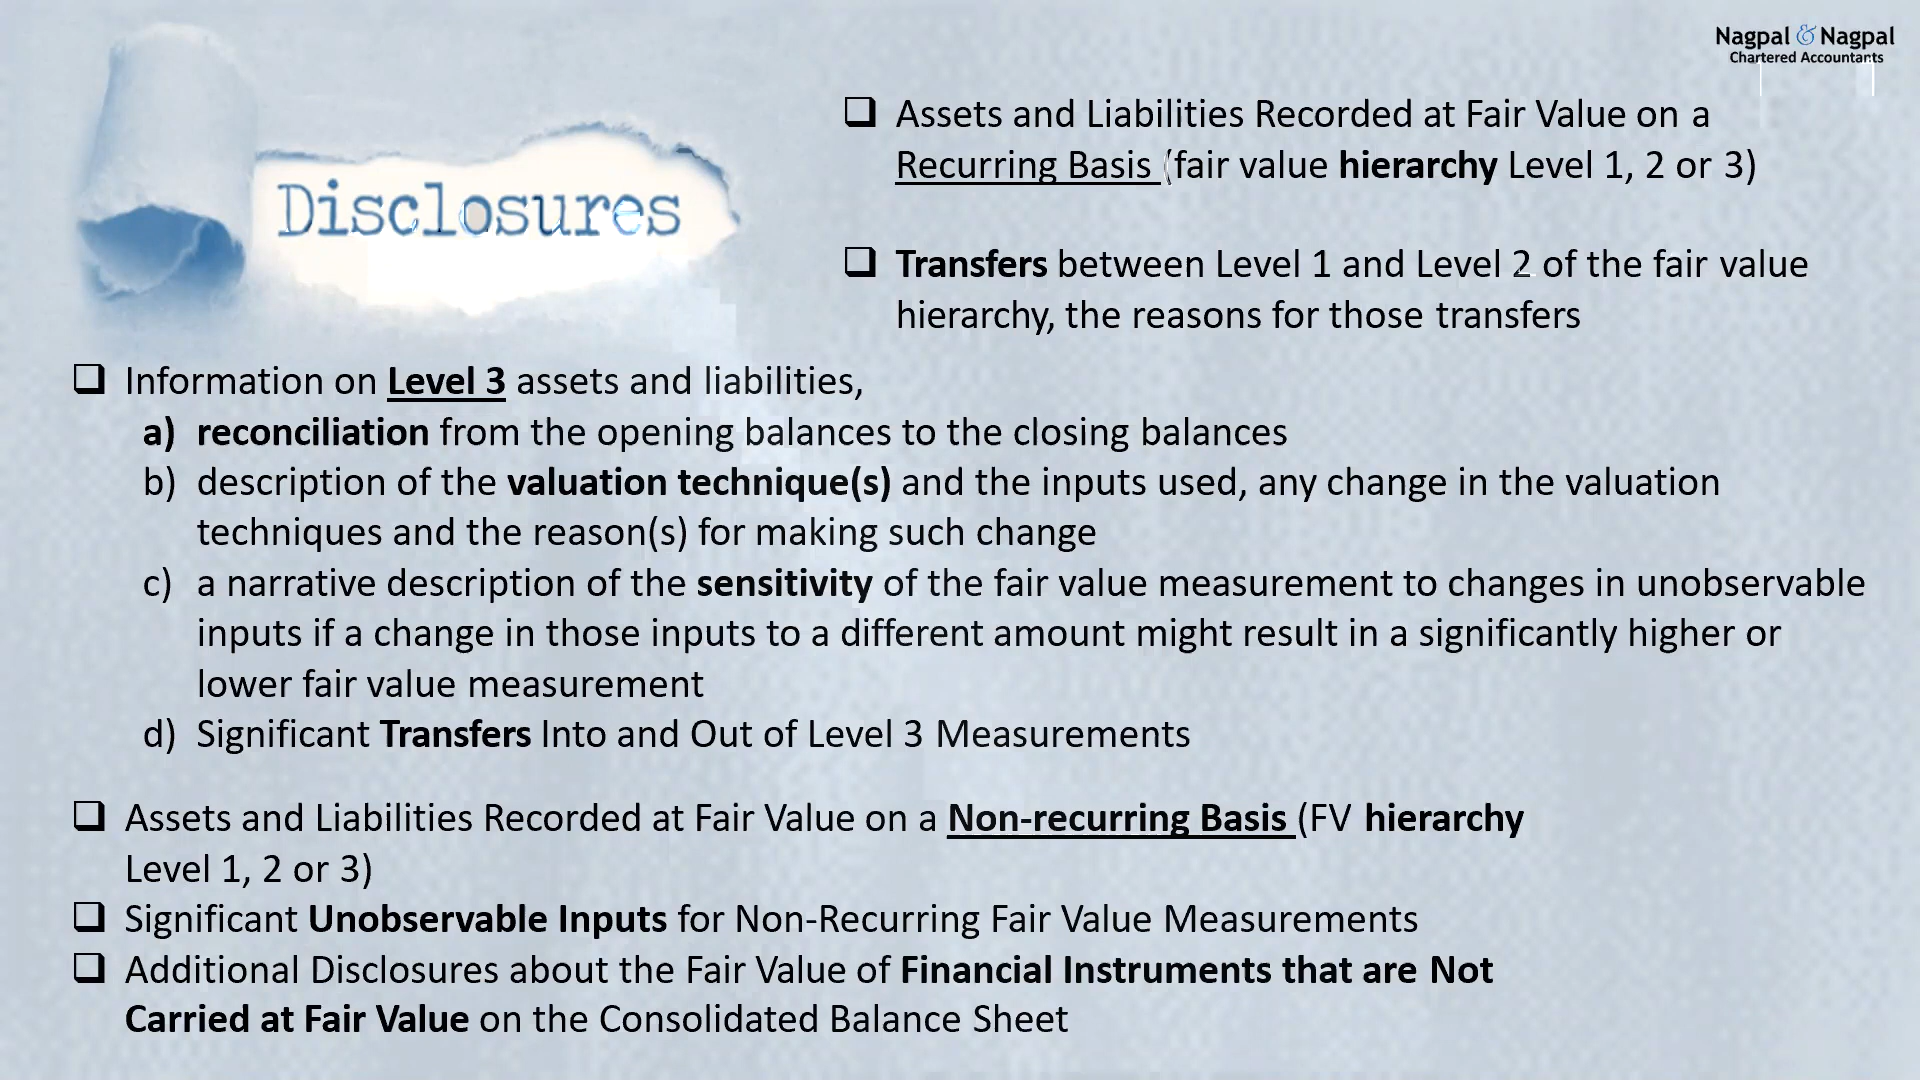 Nagpal & Nagpal
Chartered Accountants
Disclosures
❑ Assets and Liabilities Recorded at Fair Value on a
Recurring Basis (fair value hierarchy Level 1, 2 or 3)
❑ Transfers between Level 1 and Level 2 of the fair value
hierarchy, the reasons for those transfers
❑ Information on Level 3 assets and liabilities,
a) reconciliation from the opening balances to the closing balances
b) description of the valuation technique(s) and the inputs used, any change in the valuation
techniques and the reason(s) for making such change
c) a narrative description of the sensitivity of the fair value measurement to changes in unobservable
inputs if a change in those inputs to a different amount might result in a significantly higher or
lower fair value measurement
d) Significant Transfers Into and Out of Level 3 Measurements
❑ Assets and Liabilities Recorded at Fair Value on a Non-recurring Basis (FV hierarchy
Level 1, 2 or 3)
❑ Significant Unobservable Inputs for Non-Recurring Fair Value Measurements
❑ Additional Disclosures about the Fair Value of Financial Instruments that are Not
Carried at Fair Value on the Consolidated Balance Sheet